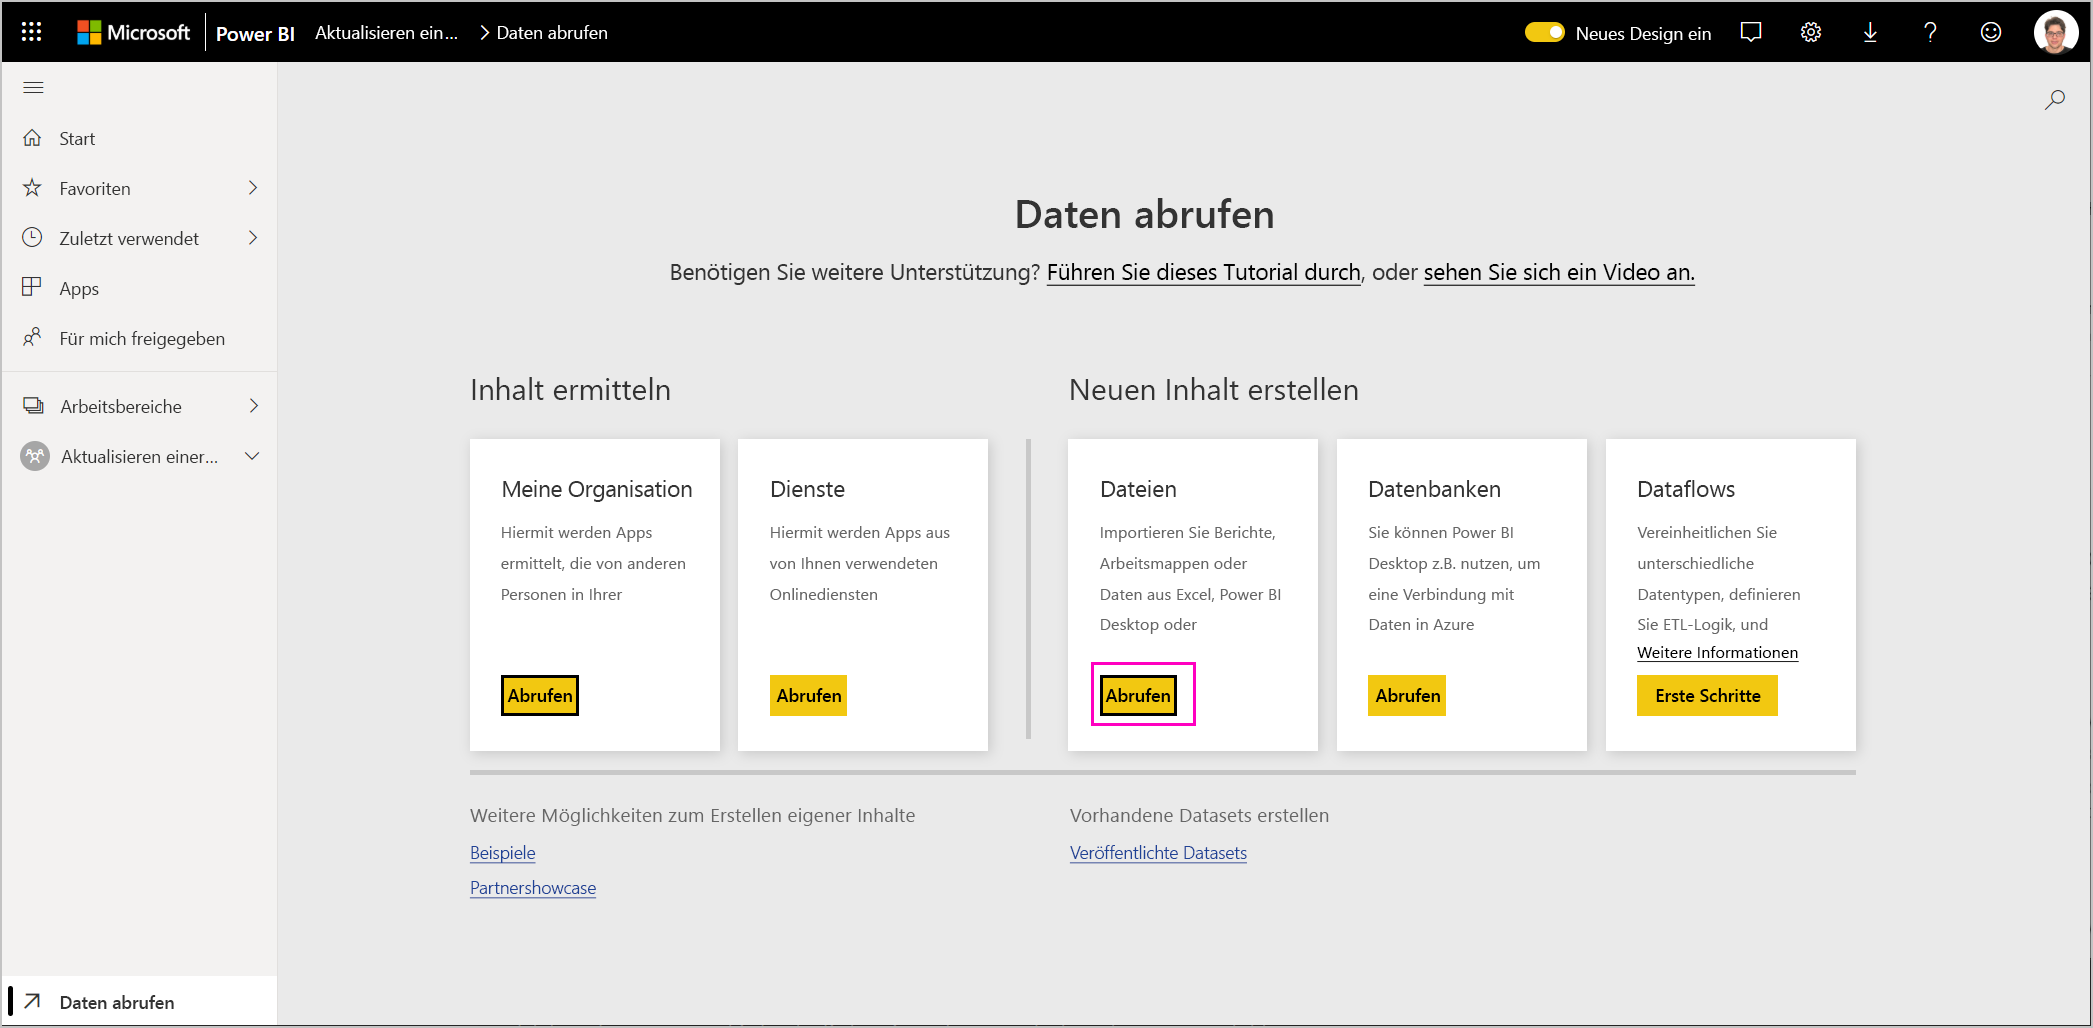 Microsoft Power BI Aktualisieren ein... > Daten abrufen Neues Design ein ?
Start
Favoriten
Zuletzt verwendet
Apps
Für mich freigegeben
Arbeitsbereiche
Aktualisieren einer...
Daten abrufen
Daten abrufen
Benötigen Sie weitere Unterstützung? Führen Sie dieses Tutorial durch, oder sehen Sie sich ein Video an.
Inhalt ermitteln
Meine Organisation
Hiermit werden Apps
ermittelt, die von anderen
Personen in Ihrer
Abrufen
Dienste
Hiermit werden Apps aus
von Ihnen verwendeten
Onlinediensten
Abrufen
Neuen Inhalt erstellen
Dateien
Importieren Sie Berichte,
Arbeitsmappen oder
Daten aus Excel, Power BI
Desktop oder
Abrufen
Datenbanken
Sie können Power BI
Desktop z.B. nutzen, um
eine Verbindung mit
Daten in Azure
Abrufen
Dataflows
Vereinheitlichen Sie
unterschiedliche
Datentypen, definieren
Sie ETL-Logik, und
Weitere Informationen
Erste Schritte
Weitere Möglichkeiten zum Erstellen eigener Inhalte
Beispiele
Partnershowcase
Vorhandene Datasets erstellen
Veröffentlichte Datasets